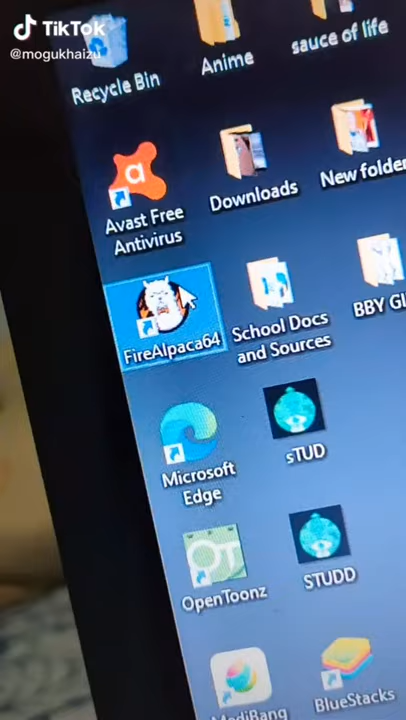 TikTok
@mogukhaizu
Recycle Bin
Anime
sauce of life
Avast Free
Antivirus
Downloads
New folder
FireAlpaca64
School Docs
and Sources
BBY GL
Microsoft
Edge
sTUD
OpenToonz
STUDD
MediBang
BlueStacks